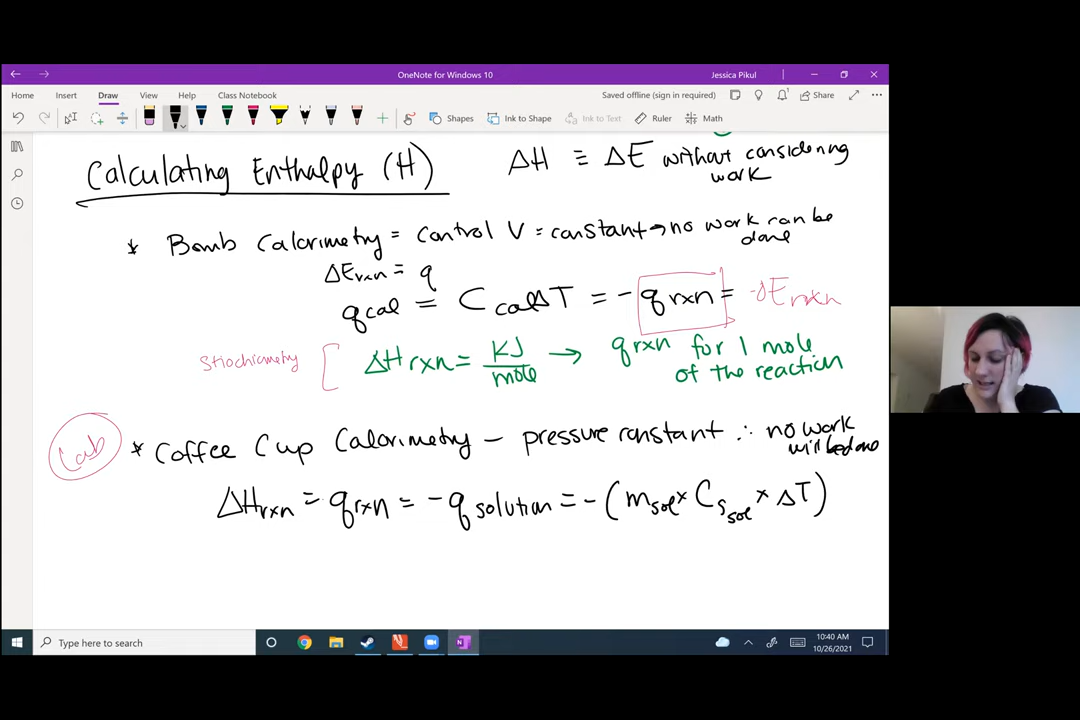 OneNote for Windows 10
Jessica Pikul
Home Insert Draw View Help Class Notebook
Saved offline (sign in required)
Share
Shapes
Ink to Shape
Ink to Text
Ruler
Math
Calculating Enthalpy (H)
ΔH ≡ ΔE without considering
work
* Bomb Calorimetry = control V = constant → no work can be
done
ΔErxn = q
qcal = CcalΔT = - qrxn = -ΔErxn
Stiochimetry
ΔHrxn = KJ/mole → qrxn for 1 mole
of the reaction
Lab
* Coffee Cup Calorimetry – pressure constant ∴ no work
will be done
ΔHrxn = qrxn = - qsolution = - (msol × Cssol × ΔT)
Type here to search
10:40 AM
10/26/2021